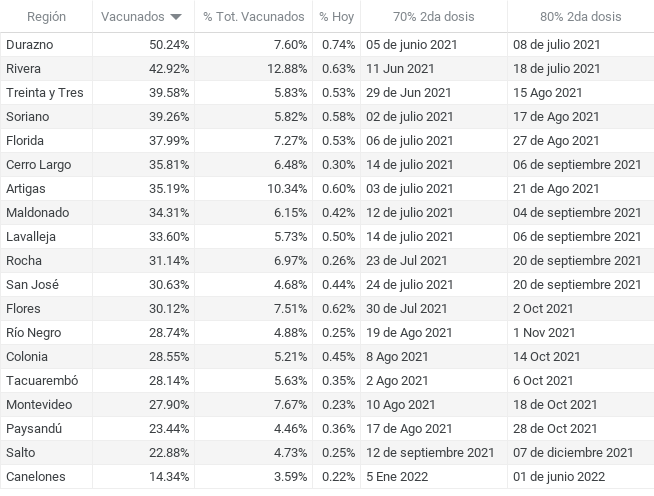 Región Vacunados % Tot. Vacunados % Hoy 70% 2da dosis 80% 2da dosis
Durazno 50.24% 7.60% 0.74% 05 de junio 2021 08 de julio 2021
Rivera 42.92% 12.88% 0.63% 11 Jun 2021 18 de julio 2021
Treinta y Tres 39.58% 5.83% 0.53% 29 de Jun 2021 15 Ago 2021
Soriano 39.26% 5.82% 0.58% 02 de julio 2021 17 de Ago 2021
Florida 37.99% 7.27% 0.53% 06 de julio 2021 27 de Ago 2021
Cerro Largo 35.81% 6.48% 0.30% 14 de julio 2021 06 de septiembre 2021
Artigas 35.19% 10.34% 0.60% 03 de julio 2021 21 de Ago 2021
Maldonado 34.31% 6.15% 0.42% 12 de julio 2021 04 de septiembre 2021
Lavalleja 33.60% 5.73% 0.50% 14 de julio 2021 06 de septiembre 2021
Rocha 31.14% 6.97% 0.26% 23 de Jul 2021 20 de septiembre 2021
San José 30.63% 4.68% 0.44% 24 de julio 2021 20 de septiembre 2021
Flores 30.12% 7.51% 0.62% 30 de Jul 2021 2 Oct 2021
Río Negro 28.74% 4.88% 0.25% 19 de Ago 2021 1 Nov 2021
Colonia 28.55% 5.21% 0.45% 8 Ago 2021 14 Oct 2021
Tacuarembó 28.14% 5.63% 0.35% 2 Ago 2021 6 Oct 2021
Montevideo 27.90% 7.67% 0.23% 10 Ago 2021 18 de Oct 2021
Paysandú 23.44% 4.46% 0.36% 17 de Ago 2021 28 de Oct 2021
Salto 22.88% 4.73% 0.25% 12 de septiembre 2021 07 de diciembre 2021
Canelones 14.34% 3.59% 0.22% 5 Ene 2022 01 de junio 2022